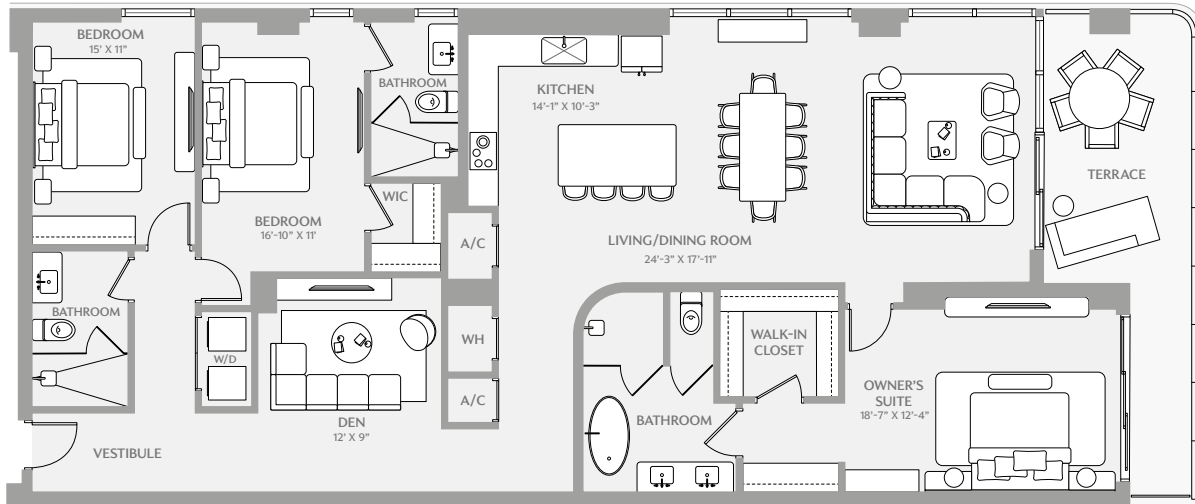 BEDROOM
15' X 11"
BATHROOM
KITCHEN
14'-1" X 10'-3"
TERRACE
WIC
BEDROOM
16'-10" X 11'
A/C
LIVING/DINING ROOM
24'-3" X 17'-11"
BATHROOM
W/D
WH
WALK-IN
CLOSET
A/C
OWNER'S
SUITE
18'-7" X 12'-4"
DEN
12' X 9"
BATHROOM
VESTIBULE